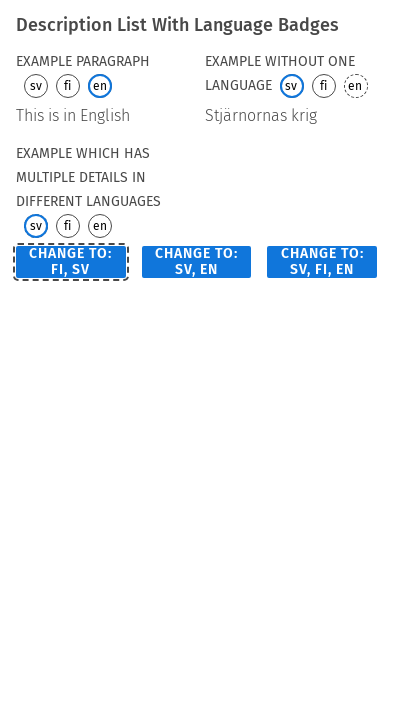 Description List With Language Badges
EXAMPLE PARAGRAPH
sv fi en
This is in English
EXAMPLE WITHOUT ONE
LANGUAGE sv fi en
Stjärnornas krig
EXAMPLE WHICH HAS
MULTIPLE DETAILS IN
DIFFERENT LANGUAGES
sv fi en
CHANGE TO:
FI, SV
CHANGE TO:
SV, EN
CHANGE TO:
SV, FI, EN